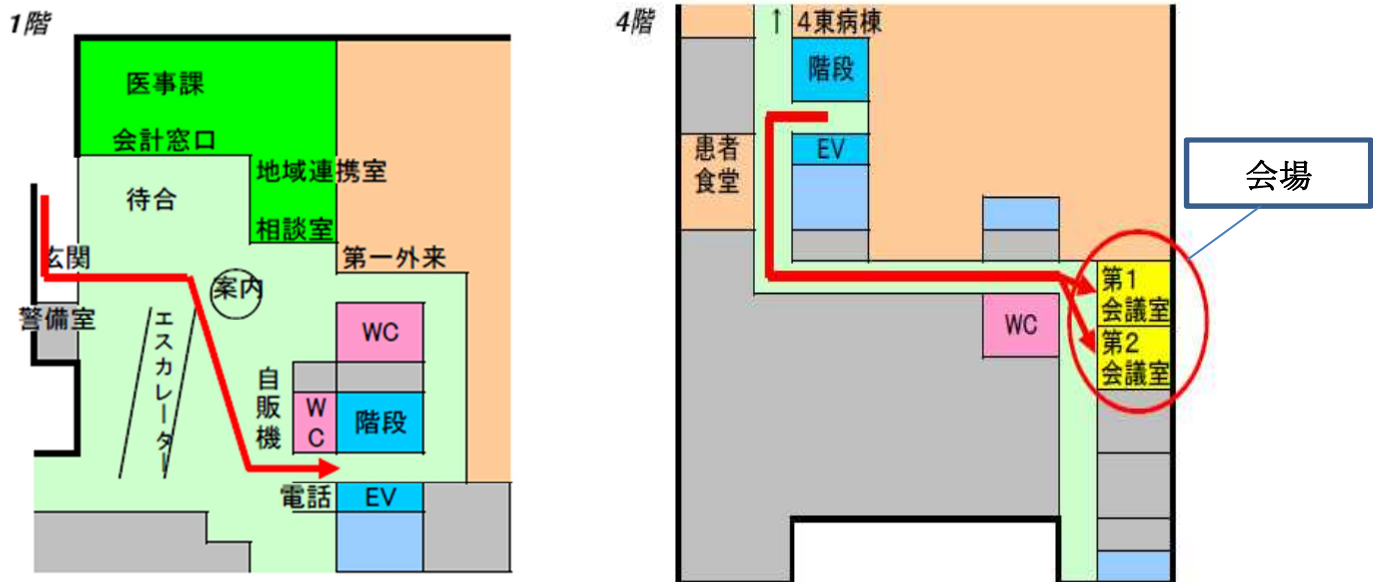 1階
医事課
会計窓口
地域連携室
待合
相談室
玄関
第一外来
案内
警備室
エスカレーター
WC
自販機
WC
階段
電話
EV
4階
↑ 4東病棟
階段
患者
食堂
EV
会場
第1
会議室
WC
第2
会議室